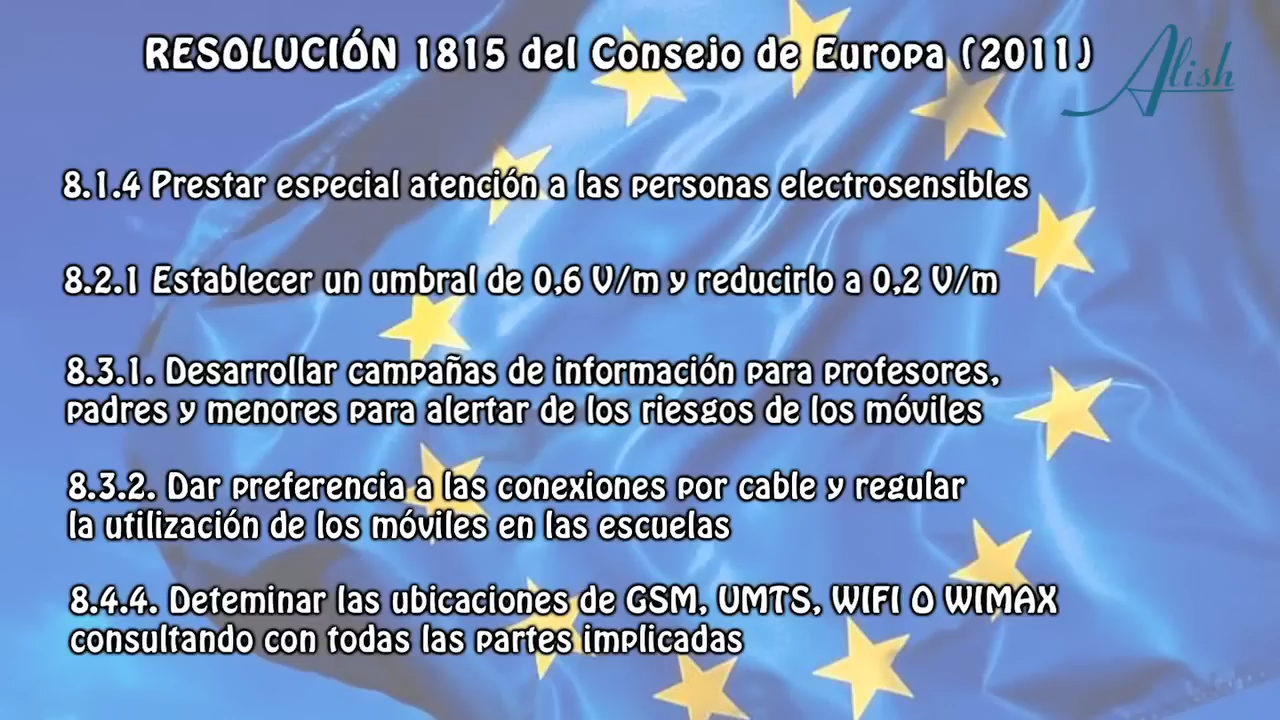 RESOLUCIÓN 1815 del Consejo de Europa (2011)
Alish
8.1.4 Prestar especial atención a las personas electrosensibles
8.2.1 Establecer un umbral de 0,6 V/m y reducirlo a 0,2 V/m
8.3.1. Desarrollar campañas de información para profesores,
padres y menores para alertar de los riesgos de los móviles
8.3.2. Dar preferencia a las conexiones por cable y regular
la utilización de los móviles en las escuelas
8.4.4. Deteminar las ubicaciones de GSM, UMTS, WIFI O WIMAX
consultando con todas las partes implicadas